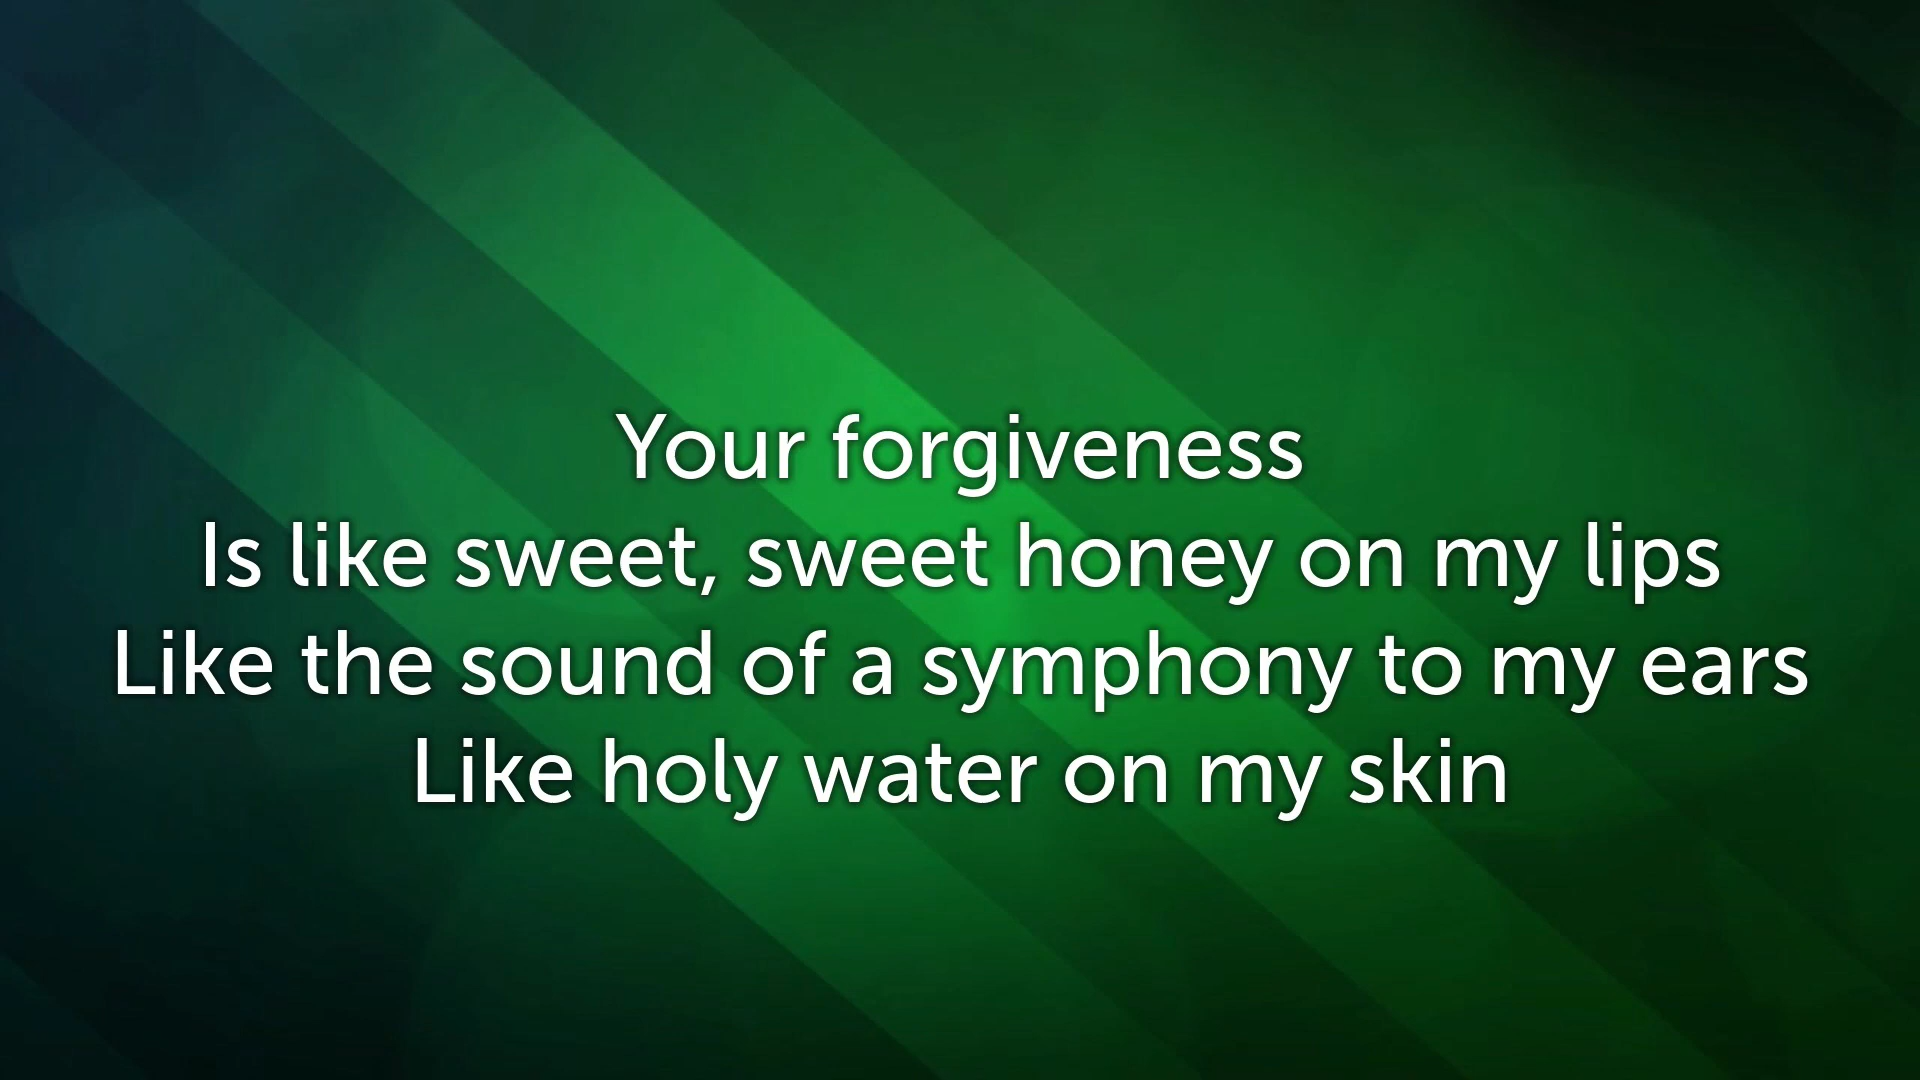 Your forgiveness
Is like sweet, sweet honey on my lips
Like the sound of a symphony to my ears
Like holy water on my skin